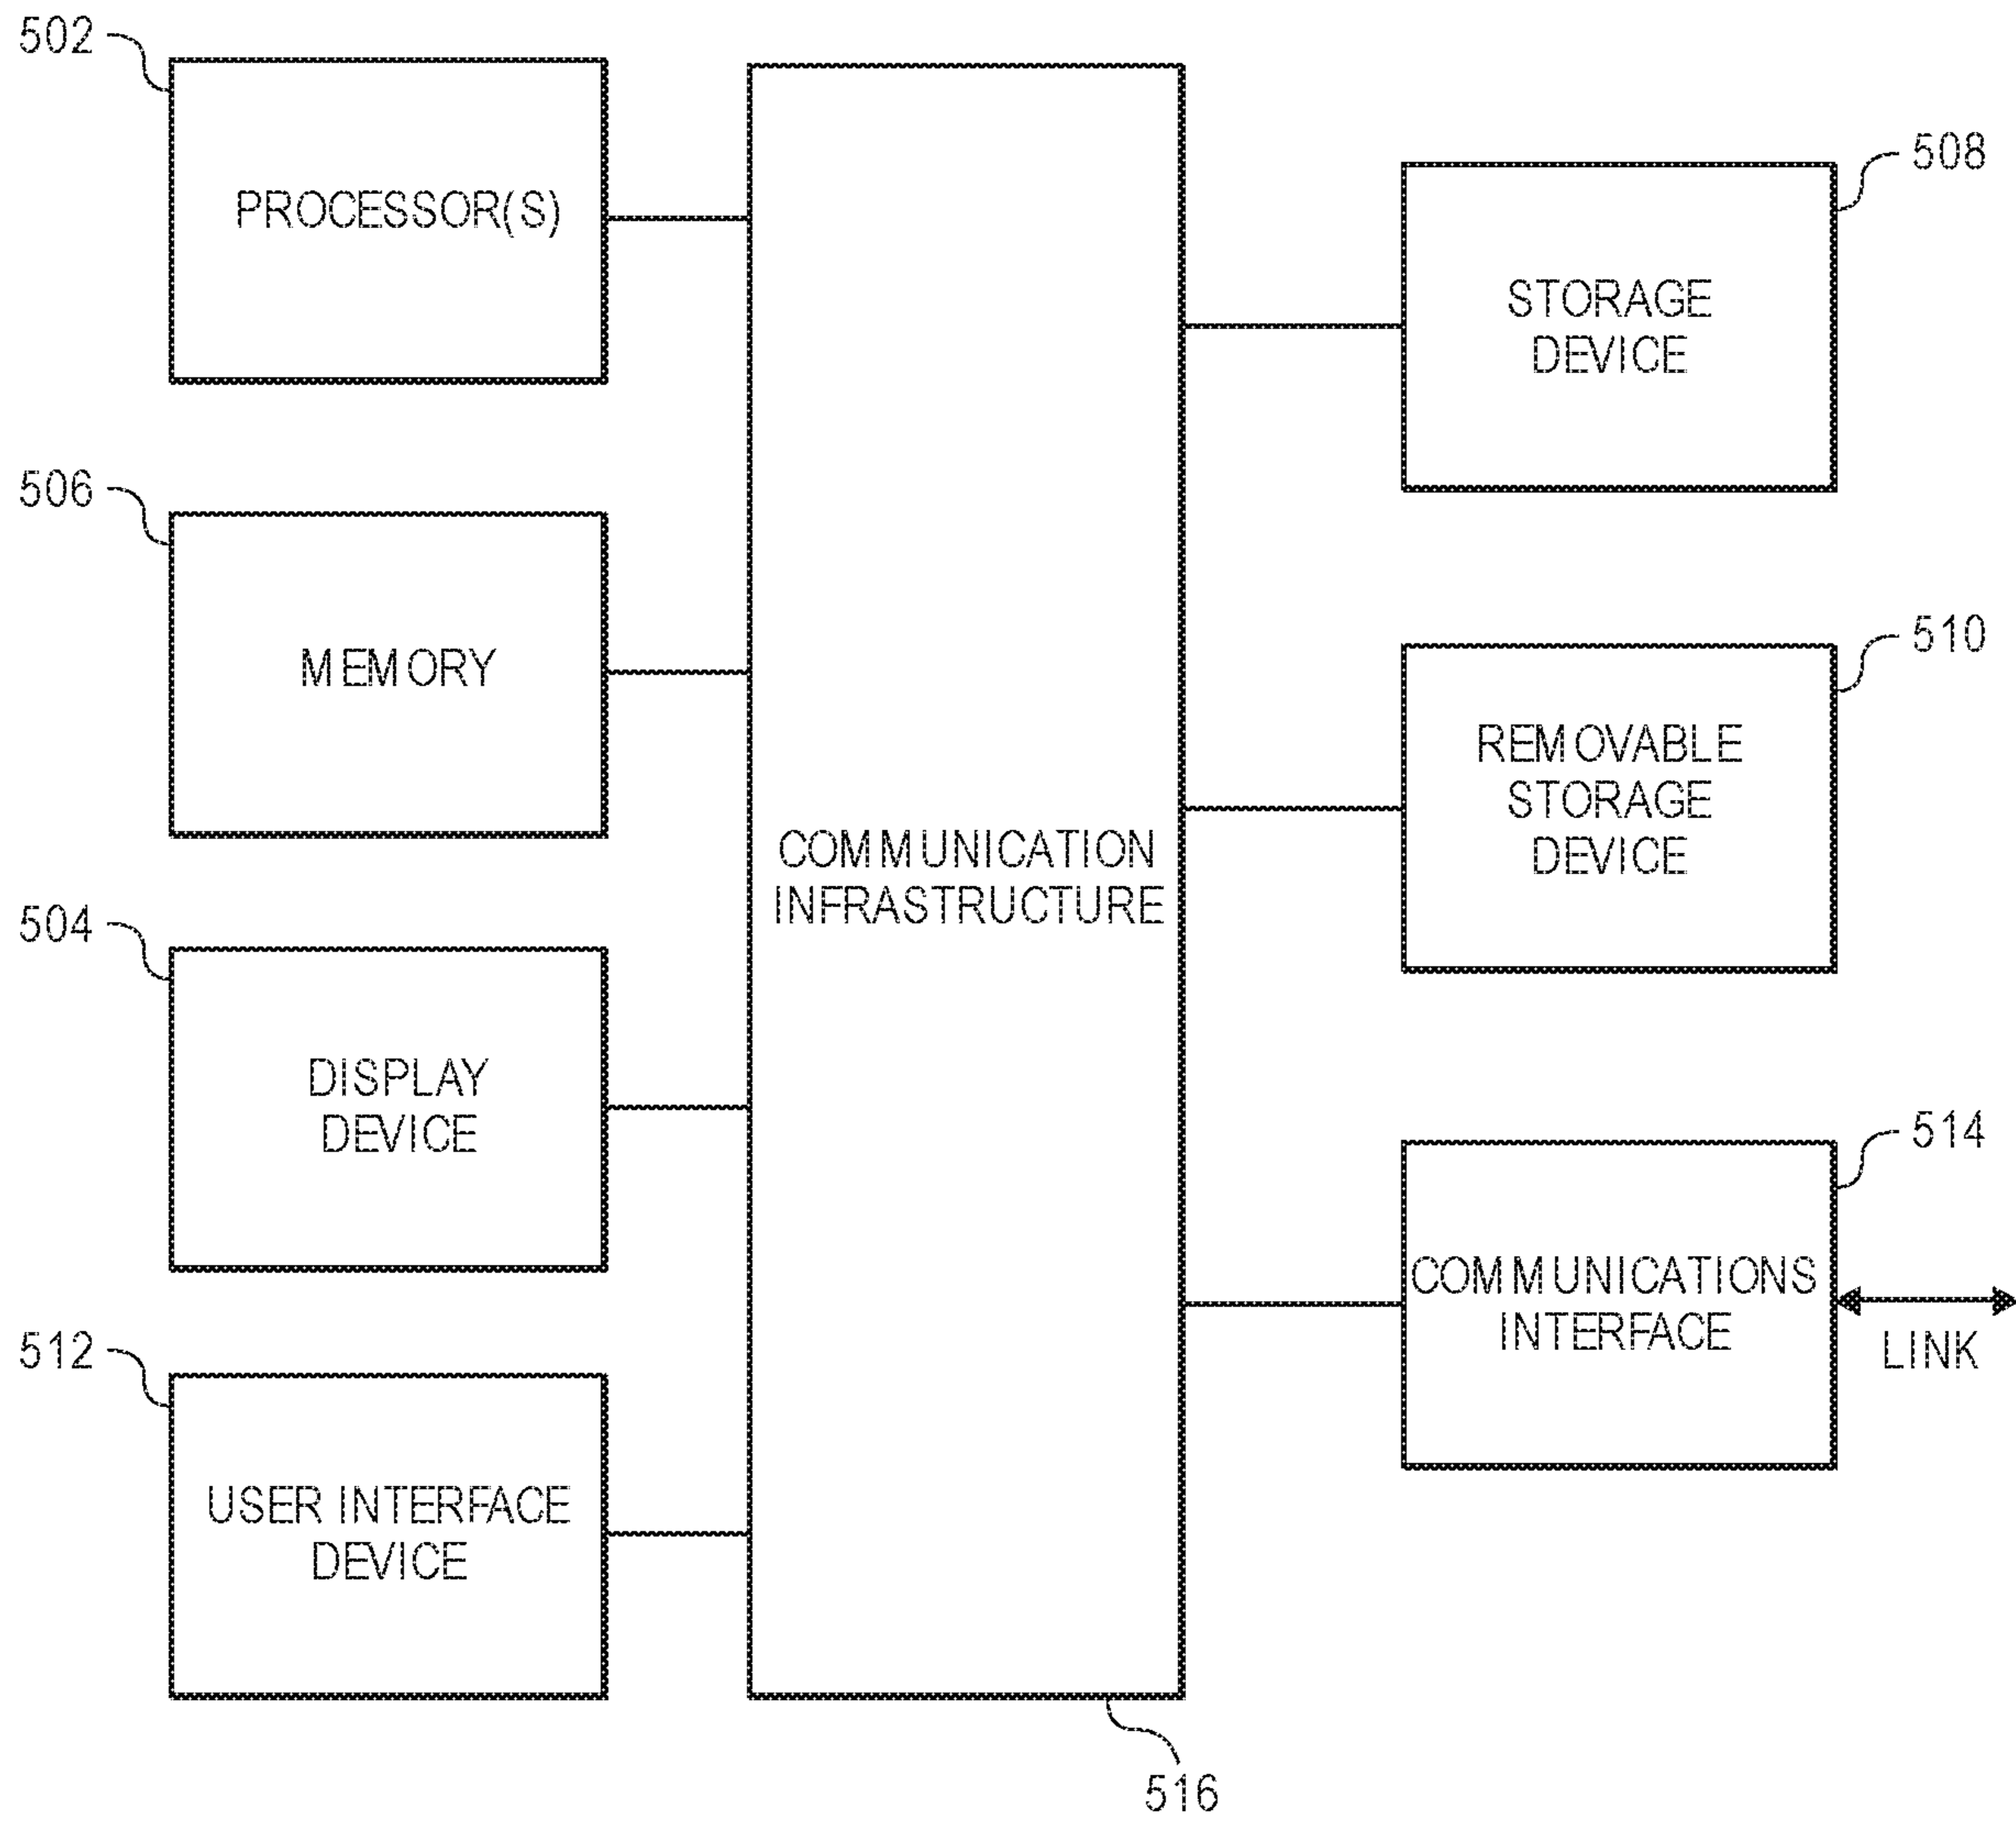 502
PROCESSOR(S)
506
MEMORY
504
DISPLAY
DEVICE
512
USER INTERFACE
DEVICE
COMMUNICATION
INFRASTRUCTURE
516
508
STORAGE
DEVICE
510
REMOVABLE
STORAGE
DEVICE
514
COMMUNICATIONS
INTERFACE
LINK